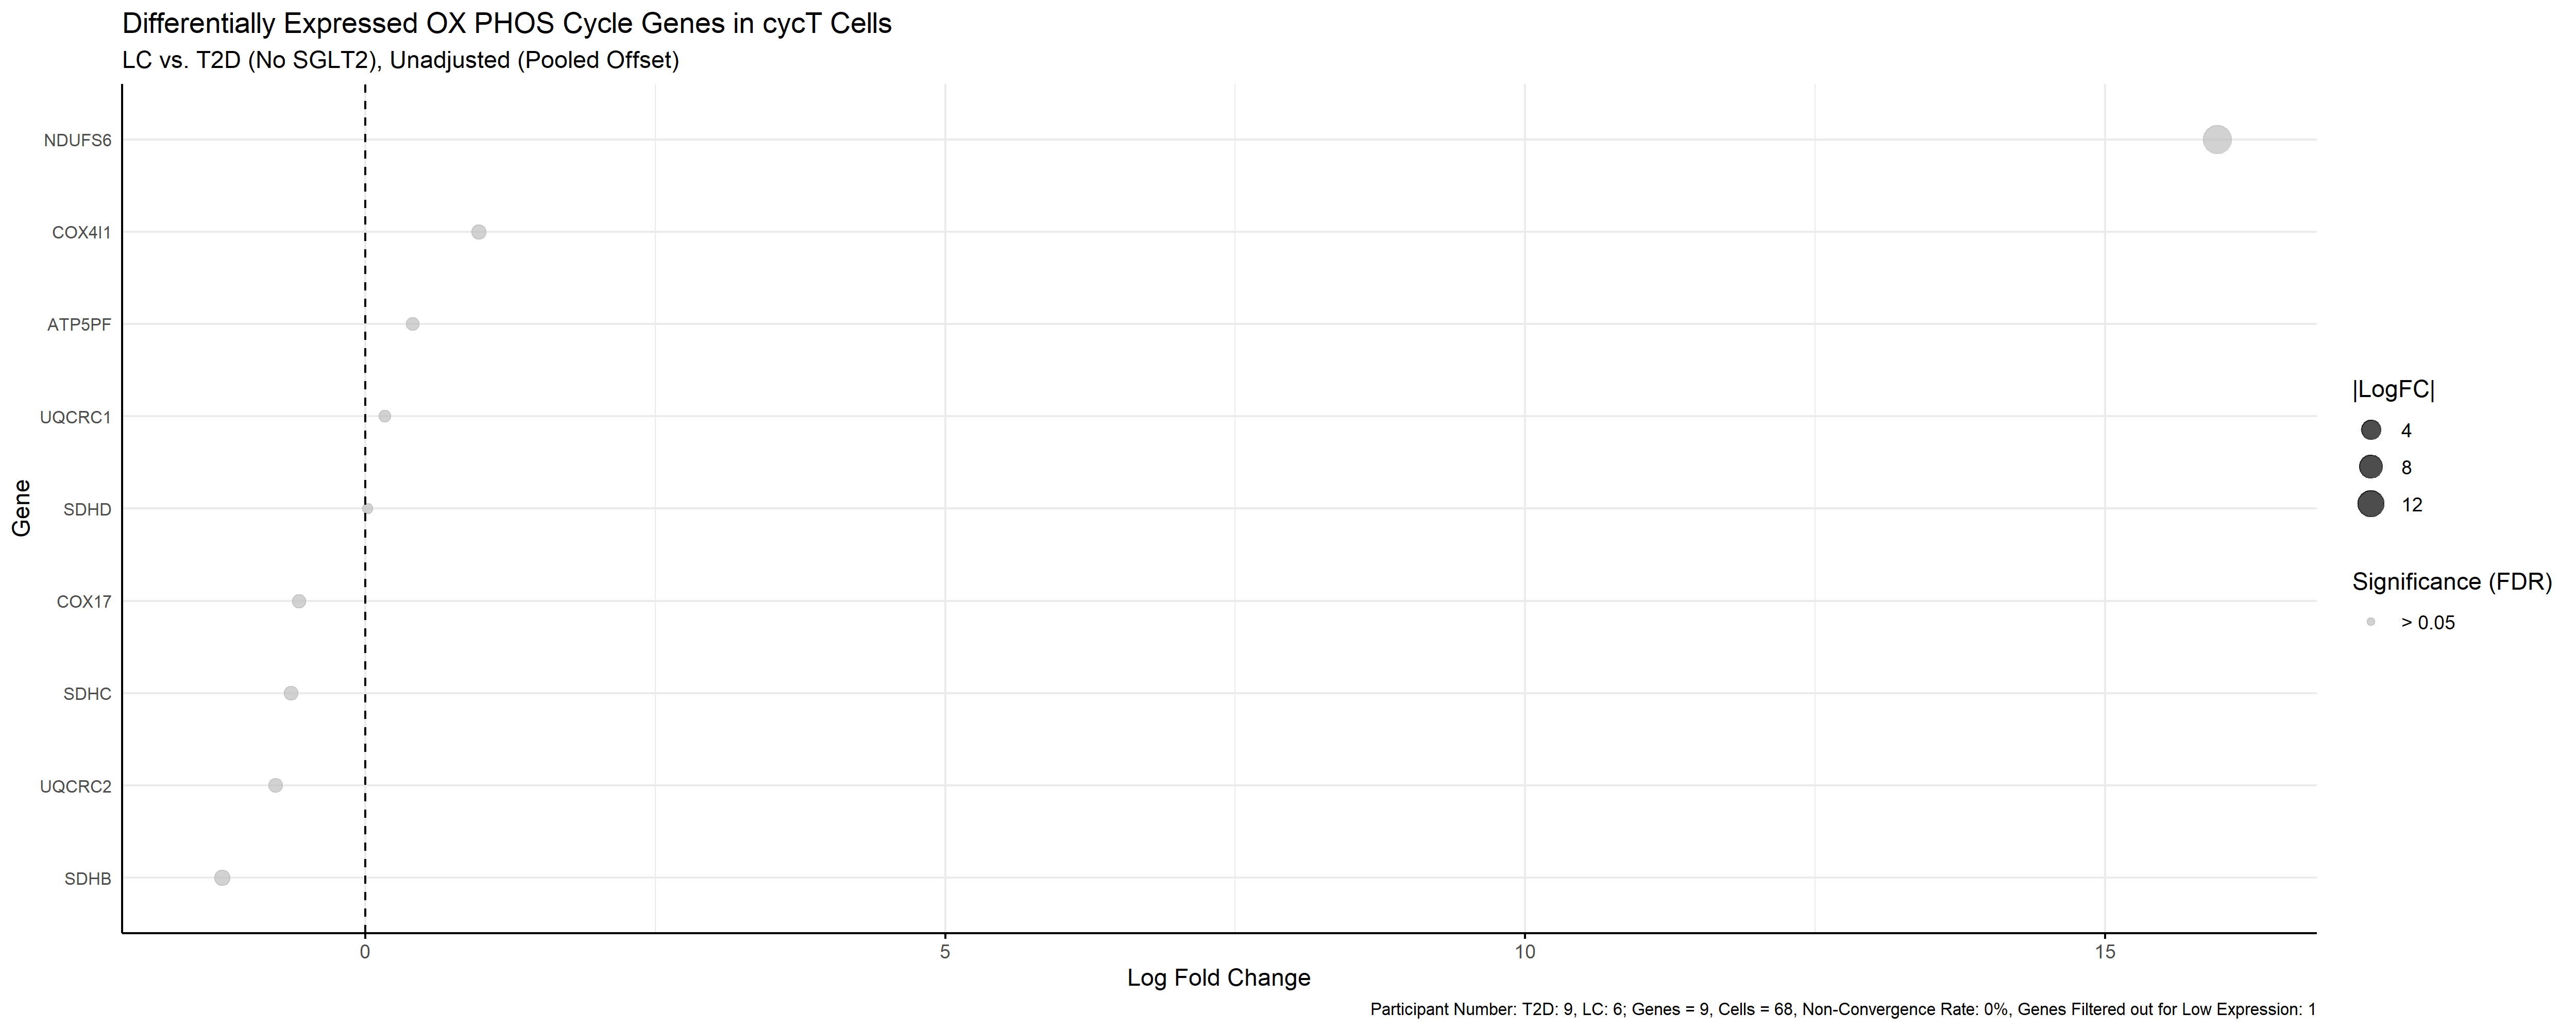 Differentially Expressed OX PHOS Cycle Genes in cycT Cells
LC vs. T2D (No SGLT2), Unadjusted (Pooled Offset)
Gene
NDUFS6
COX4I1
ATP5PF
UQCRC1
SDHD
COX17
SDHC
UQCRC2
SDHB
0
5
10
15
Log Fold Change
|LogFC|
4
8
12
Significance (FDR)
> 0.05
Participant Number: T2D: 9, LC: 6; Genes = 9, Cells = 68, Non-Convergence Rate: 0%, Genes Filtered out for Low Expression: 1